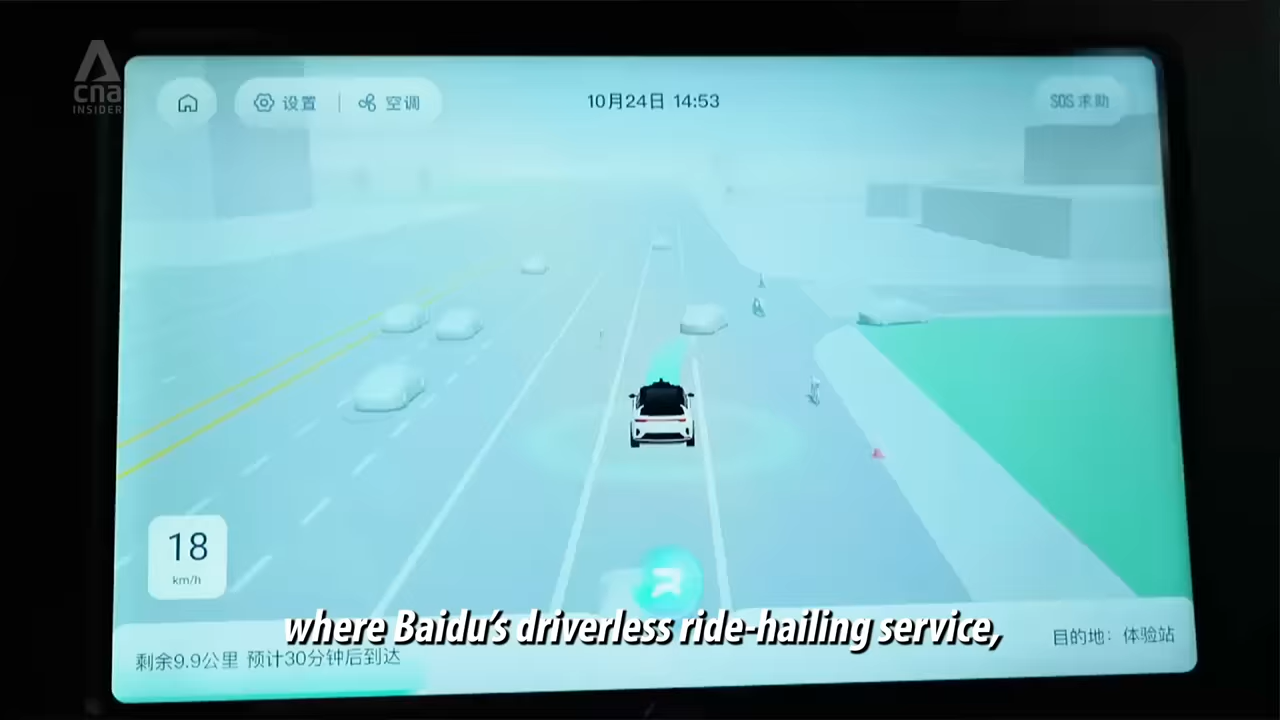 cna
INSIDER
设置
空调
10月24日 14:53
SOS 求助
18
km/h
where Baidu's driverless ride-hailing service,
剩余9.9公里 预计30分钟后到达
目的地：体验站